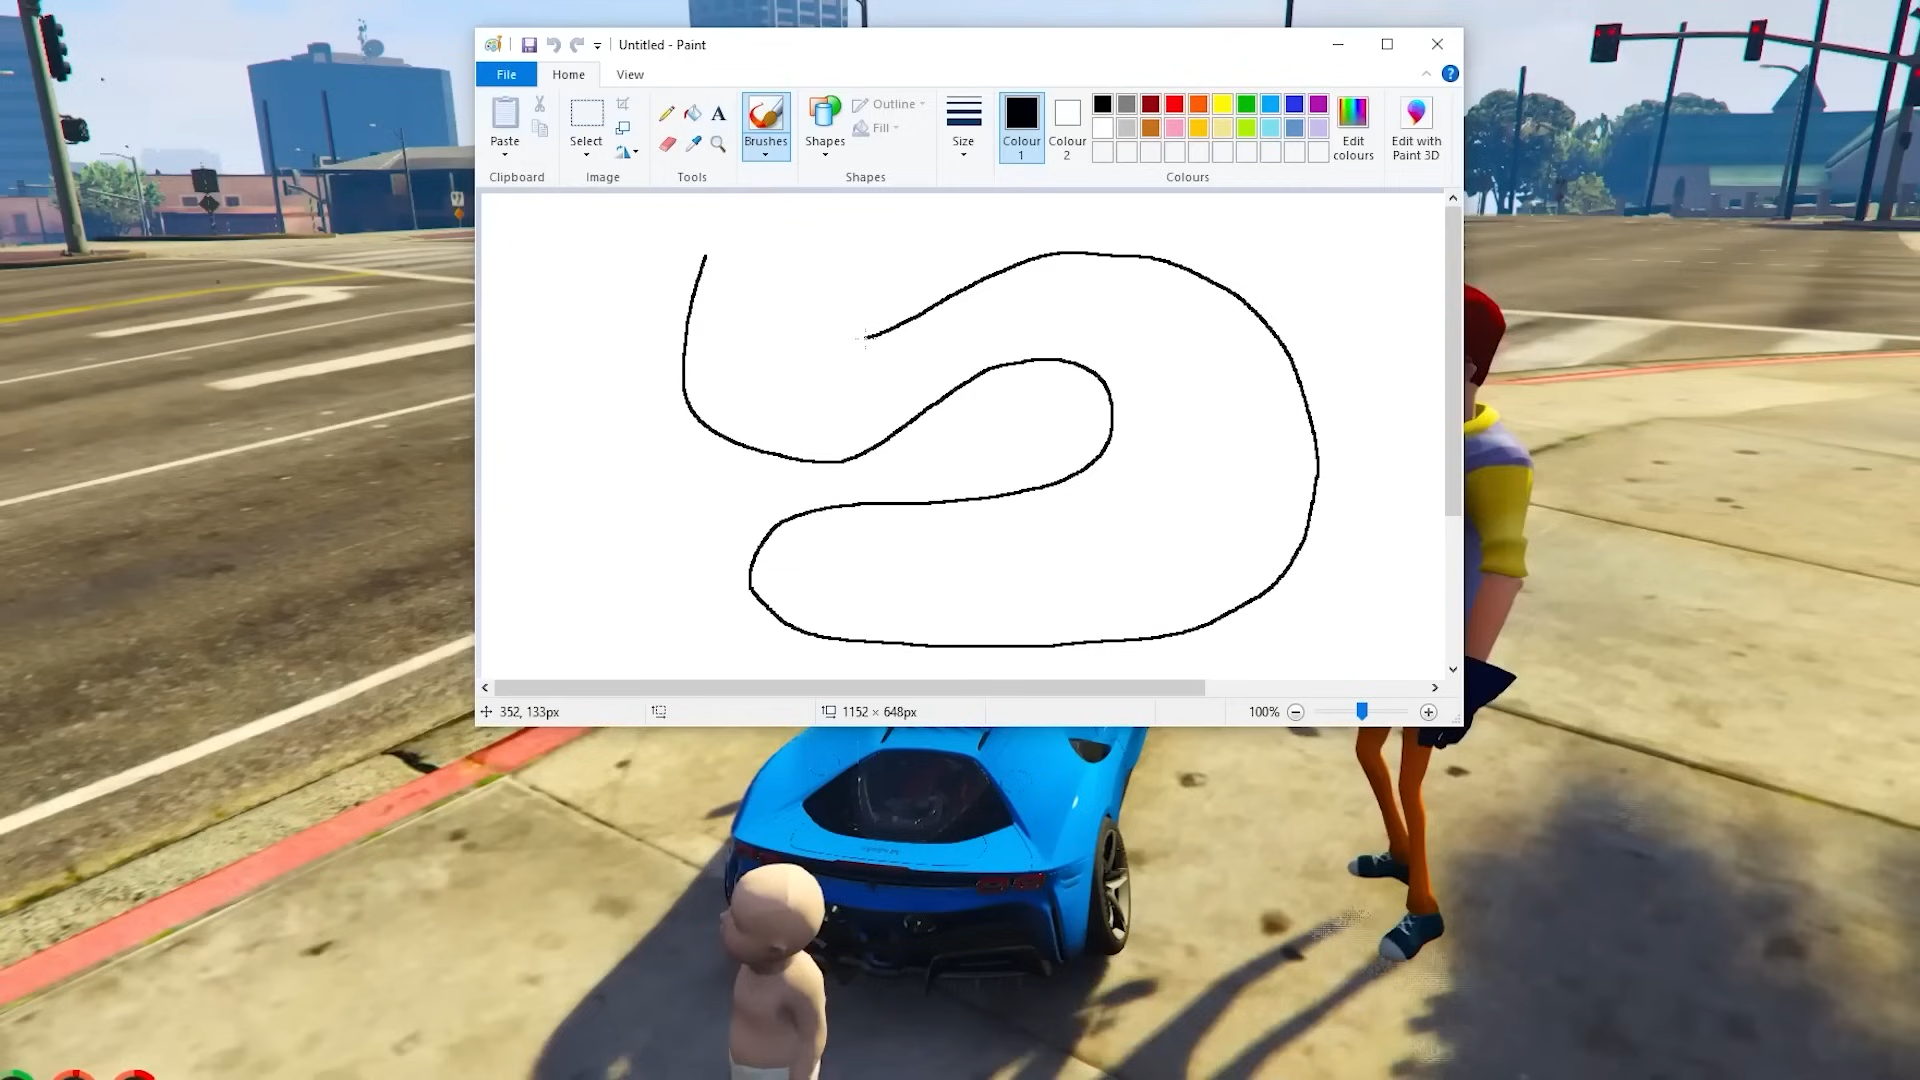 Untitled - Paint
File Home View
Paste
Select
Brushes
Shapes
Outline
Fill
Size
Colour 1
Colour 2
Edit colours
Edit with Paint 3D
Clipboard
Image
Tools
Shapes
Colours
352, 133px
1152 × 648px
100%